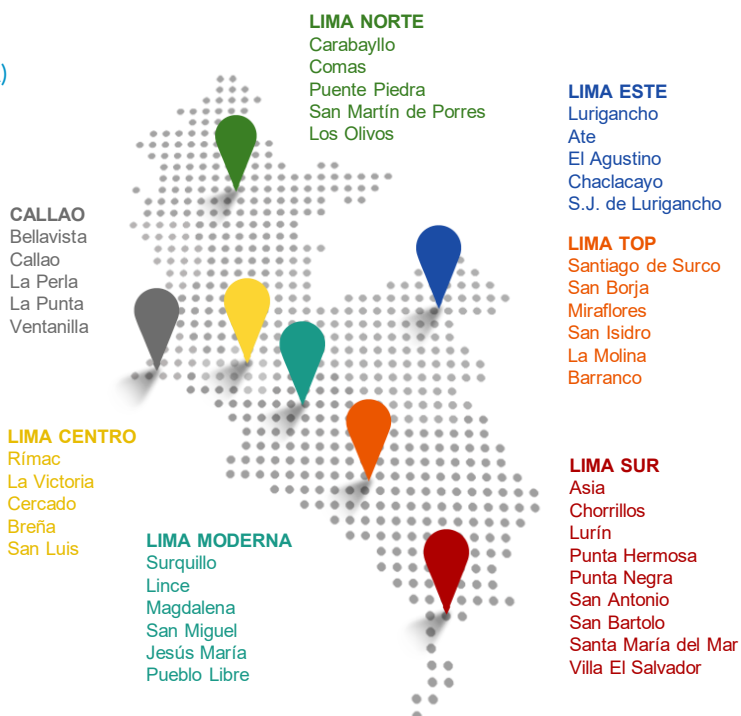 )
LIMA NORTE
Carabayllo
Comas
Puente Piedra
San Martín de Porres
Los Olivos
LIMA ESTE
Lurigancho
Ate
El Agustino
Chaclacayo
S.J. de Lurigancho
CALLAO
Bellavista
Callao
La Perla
La Punta
Ventanilla
LIMA TOP
Santiago de Surco
San Borja
Miraflores
San Isidro
La Molina
Barranco
LIMA CENTRO
Rímac
La Victoria
Cercado
Breña
San Luis
LIMA MODERNA
Surquillo
Lince
Magdalena
San Miguel
Jesús María
Pueblo Libre
LIMA SUR
Asia
Chorrillos
Lurín
Punta Hermosa
Punta Negra
San Antonio
San Bartolo
Santa María del Mar
Villa El Salvador